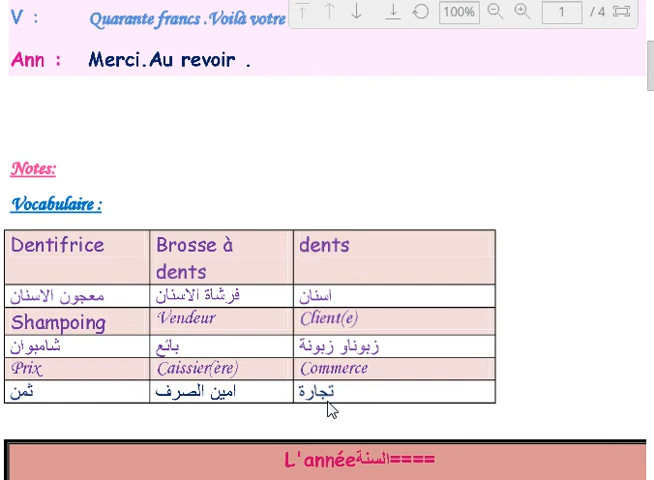 V : Quarante francs .Voilà votre
100% 1 / 4
Ann : Merci.Au revoir .
Notes:
Vocabulaire :
Dentifrice Brosse à dents dents
معجون الاسنان فرشاة الاسنان اسنان
Shampoing Vendeur Client(e)
شامبوان بائع زبوناو زبونة
Prix Caissier(ère) Commerce
ثمن امين الصرف تجارة
L'annéeالسنة====